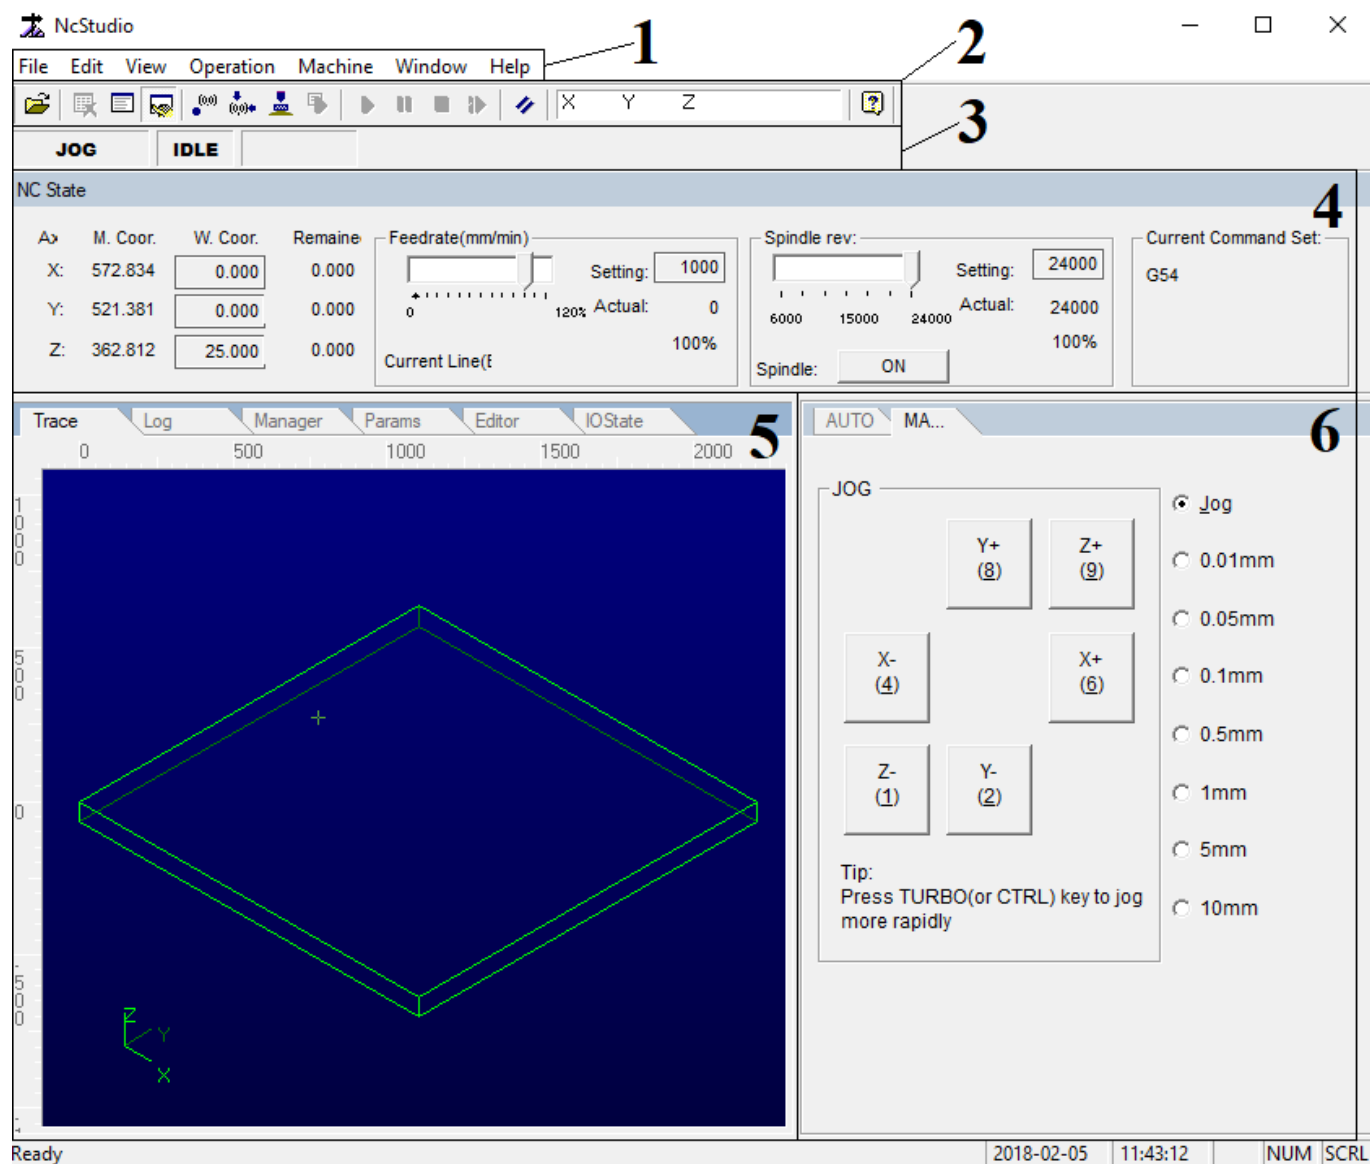 NcStudio
1
2
File Edit View Operation Machine Window Help
X Y Z
3
JOG IDLE
NC State
4
Ax M. Coor. W. Coor. Remaine Feedrate(mm/min) Spindle rev: Current Command Set:
X: 572.834 0.000 0.000 Setting: 1000 Setting: 24000 G54
Y: 521.381 0.000 0.000 0 120% Actual: 0 6000 15000 24000 Actual: 24000
Z: 362.812 25.000 0.000 100% 100%
Current Line(E Spindle: ON
Trace Log Manager Params Editor IOState 5 AUTO MA... 6
0 500 1000 1500 2000
JOG
1000
Jog
Y+ Z+
(8) (9)
0.01mm
0.05mm
500
X- X+
(4) (6)
0.1mm
0.5mm
Z- Y-
(1) (2)
0
1mm
5mm
Tip:
Press TURBO(or CTRL) key to jog
more rapidly
10mm
-500
Z
Y
X
Ready 2018-02-05 11:43:12 NUM SCRL